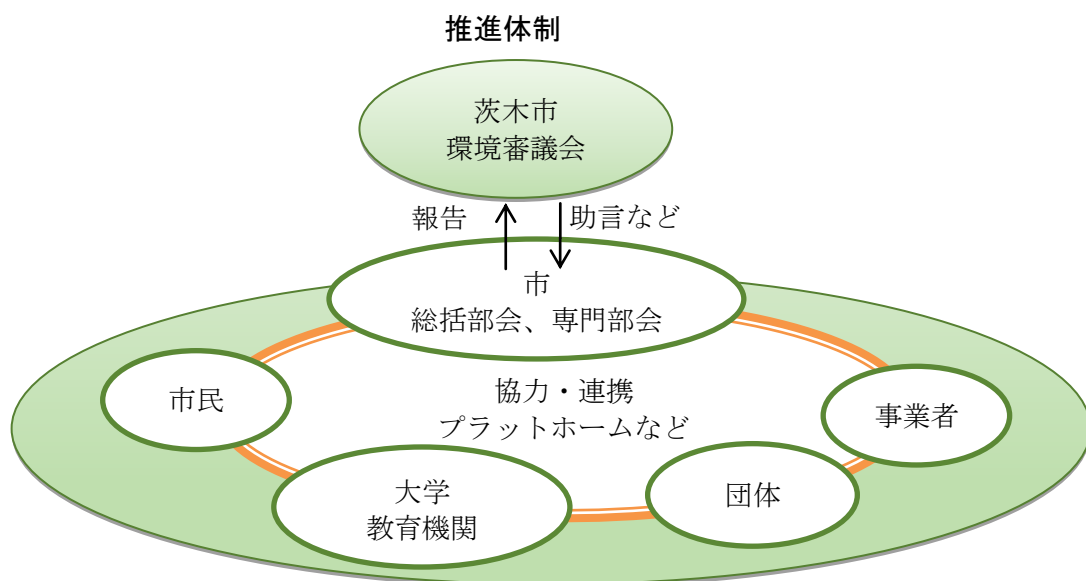 推進体制
茨木市
環境審議会
報告
助言など
市
総括部会、専門部会
市民
協力・連携
プラットホームなど
事業者
大学
教育機関
団体